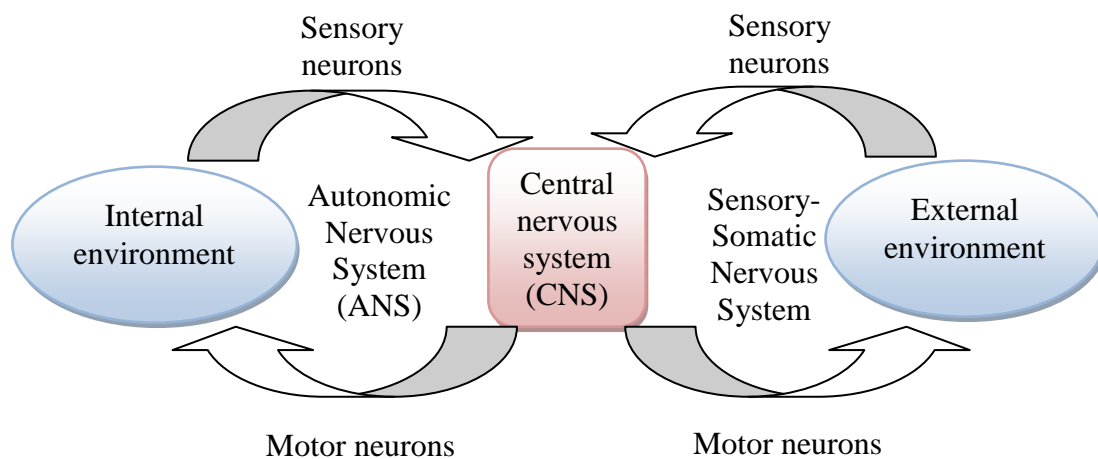 Sensory
neurons
Sensory
neurons
Internal
environment
Autonomic
Nervous
System
(ANS)
Central
nervous
system
(CNS)
Sensory-
Somatic
Nervous
System
External
environment
Motor neurons
Motor neurons